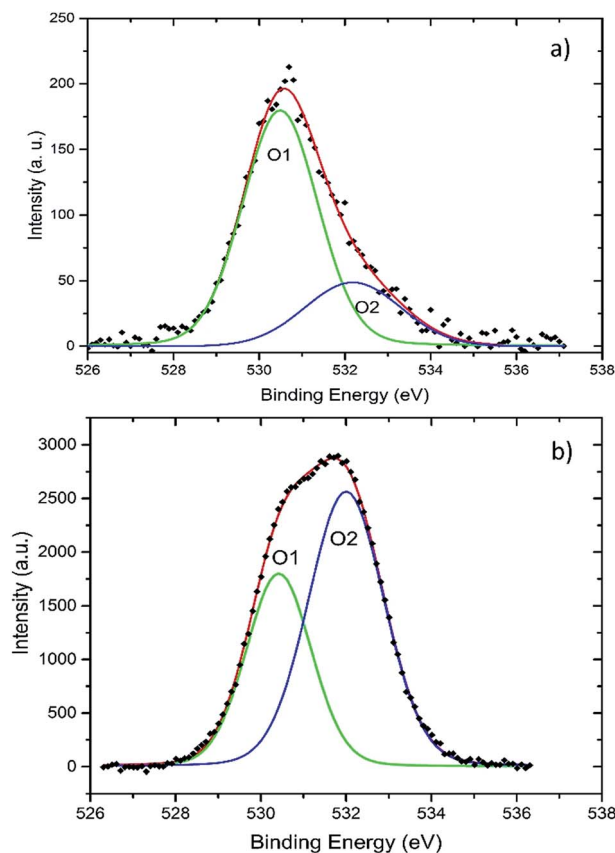 a)
250
200
150
100
50
0
Intensity (a. u.)
O1
O2
526 528 530 532 534 536 538
Binding Energy (eV)
b)
3000
2500
2000
1500
1000
500
0
Intensity (a.u.)
O1
O2
526 528 530 532 534 536 538
Binding Energy (eV)